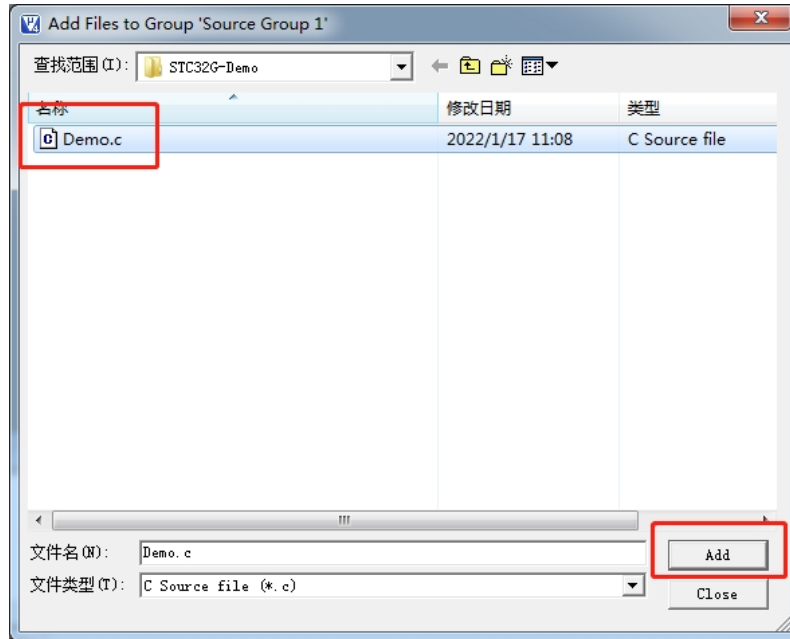 Add Files to Group 'Source Group 1'
查找范围(I): STC32G-Demo
名称 修改日期 类型
Demo.c 2022/1/17 11:08 C Source file
文件名(N): Demo.c Add
文件类型(T): C Source file (*.c) Close